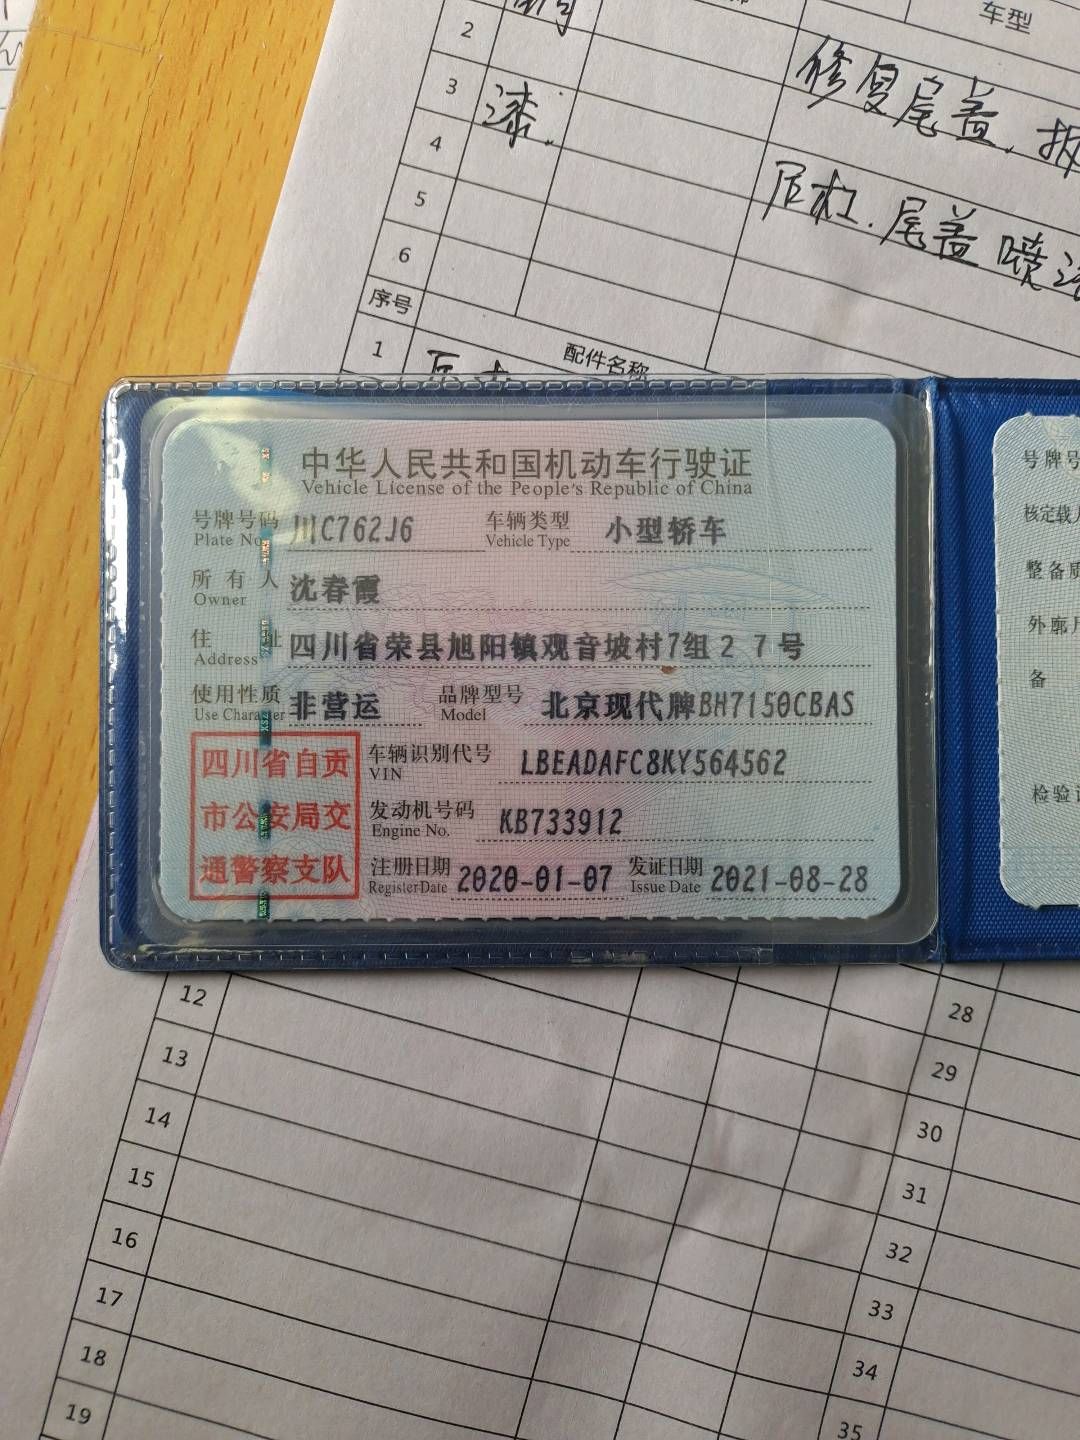 车型
2
3
漆.
修复尾盖.拆
4
后杠.尾盖喷漆
5
6
序号
配件名称
1
中华人民共和国机动车行驶证
Vehicle License of the People's Republic of China
号牌号码 川C762J6 车辆类型 小型轿车
Plate No. Vehicle Type
所有人 沈春霞
Owner
住址 四川省荣县旭阳镇观音坡村7组27号
Address
使用性质 非营运 品牌型号 北京现代牌BH7150CBAS
Use Character Model
四川省自贡
市公安局交
通警察支队
车辆识别代号 LBEADAFC8KY564562
VIN
发动机号码 KB733912
Engine No.
注册日期 2020-01-07 发证日期 2021-08-28
Register Date Issue Date
号牌号
核定载人
整备质
外廓尺
备
检验记
12
13
14
15
16
17
18
19
28
29
30
31
32
33
34
35